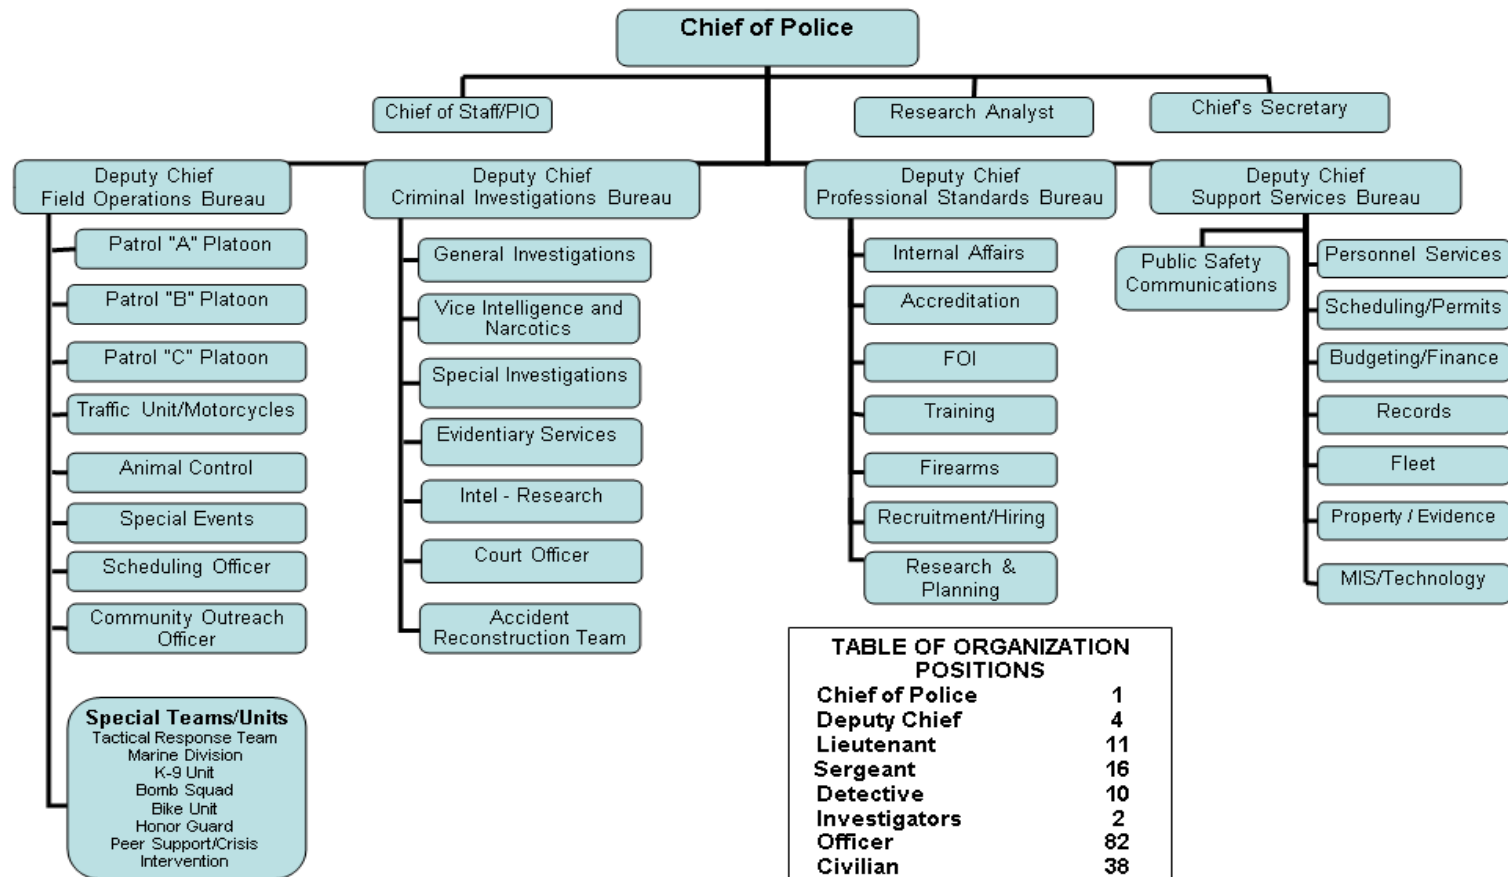 Chief of Police
Chief of Staff/PIO
Research Analyst
Chief's Secretary
Deputy Chief
Field Operations Bureau
Patrol "A" Platoon
Patrol "B" Platoon
Patrol "C" Platoon
Traffic Unit/Motorcycles
Animal Control
Special Events
Scheduling Officer
Community Outreach
Officer
Special Teams/Units
Tactical Response Team
Marine Division
K-9 Unit
Bomb Squad
Bike Unit
Honor Guard
Peer Support/Crisis
Intervention
Deputy Chief
Criminal Investigations Bureau
General Investigations
Vice Intelligence and
Narcotics
Special Investigations
Evidentiary Services
Intel - Research
Court Officer
Accident
Reconstruction Team
Deputy Chief
Professional Standards Bureau
Internal Affairs
Accreditation
FOI
Training
Firearms
Recruitment/Hiring
Research &
Planning
Deputy Chief
Support Services Bureau
Public Safety
Communications
Personnel Services
Scheduling/Permits
Budgeting/Finance
Records
Fleet
Property / Evidence
MIS/Technology
TABLE OF ORGANIZATION
POSITIONS
Chief of Police 1
Deputy Chief 4
Lieutenant 11
Sergeant 16
Detective 10
Investigators 2
Officer 82
Civilian 38